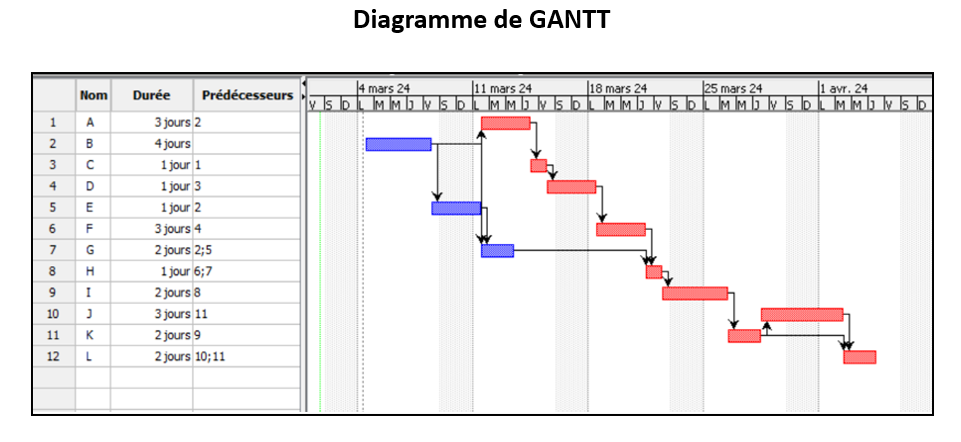 Diagramme de GANTT
Nom Durée Prédécesseurs
4 mars 24 11 mars 24 18 mars 24 25 mars 24 1 avr. 24
V S D L M M J V S D L M M J V S D L M M J V S D L M M J V S D L M M J V S D
1 A 3 jours 2
2 B 4 jours
3 C 1 jour 1
4 D 1 jour 3
5 E 1 jour 2
6 F 3 jours 4
7 G 2 jours 2;5
8 H 1 jour 6;7
9 I 2 jours 8
10 J 3 jours 11
11 K 2 jours 9
12 L 2 jours 10;11